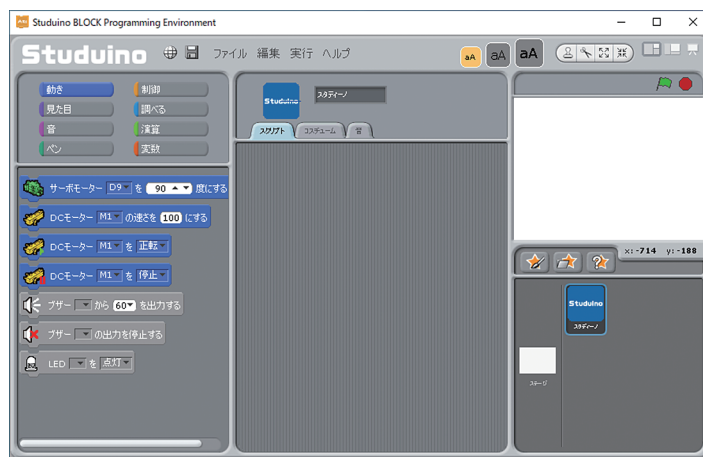 Studuino BLOCK Programming Environment
Studuino ファイル 編集 実行 ヘルプ aA aA aA
動き 制御
見た目 調べる
音 演算
ペン 変数
サーボモーター D9 を 90 度にする
DCモーター M1 の速さを 100 にする
DCモーター M1 を 正転
DCモーター M1 を 停止
ブザー から 60 を出力する
ブザー の出力を停止する
LED を 点灯
Studuino スタディーノ
スクリプト コスチューム 音
x: -714 y: -188
Studuino
スタディーノ
ステージ